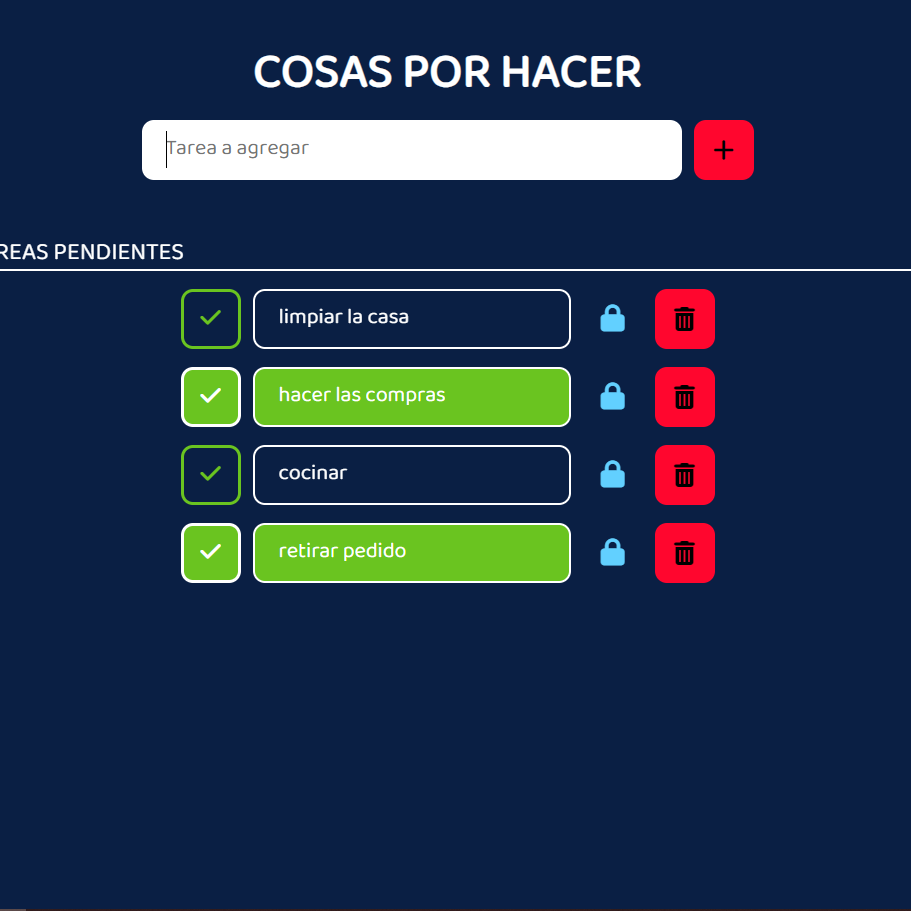 COSAS POR HACER
Tarea a agregar
REAS PENDIENTES
limpiar la casa
hacer las compras
cocinar
retirar pedido